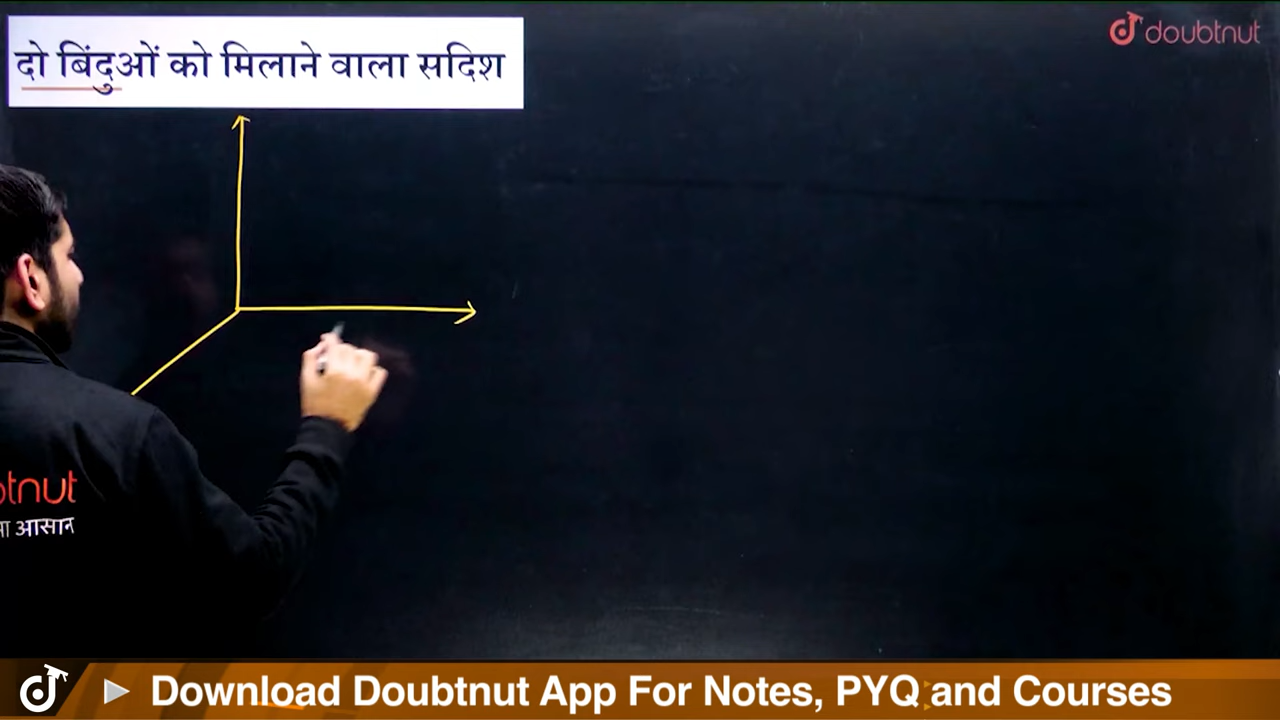 दो बिंदुओं को मिलाने वाला सदिश
doubtnut
btnut
ना आसान
Download Doubtnut App For Notes, PYQ and Courses